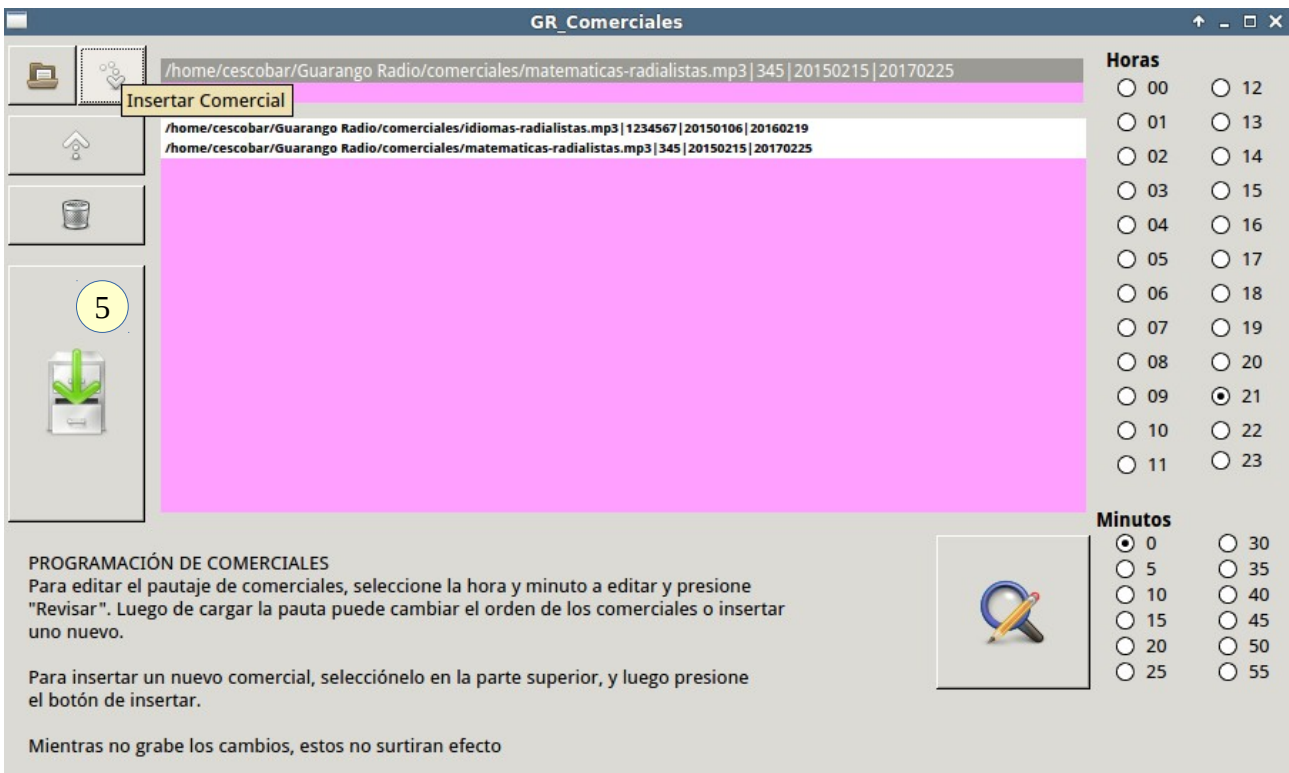 GR_Comerciales
/home/cescobar/Guarango Radio/comerciales/matematicas-radialistas.mp3|345|20150215|20170225
Insertar Comercial
/home/cescobar/Guarango Radio/comerciales/idiomas-radialistas.mp3|1234567|20150106|20160219
/home/cescobar/Guarango Radio/comerciales/matematicas-radialistas.mp3|345|20150215|20170225
5
Horas
00 12
01 13
02 14
03 15
04 16
05 17
06 18
07 19
08 20
09 21
10 22
11 23
Minutos
0 30
5 35
10 40
15 45
20 50
25 55
PROGRAMACIÓN DE COMERCIALES
Para editar el pautaje de comerciales, seleccione la hora y minuto a editar y presione
"Revisar". Luego de cargar la pauta puede cambiar el orden de los comerciales o insertar
uno nuevo.
Para insertar un nuevo comercial, selecciónelo en la parte superior, y luego presione
el botón de insertar.
Mientras no grabe los cambios, estos no surtiran efecto